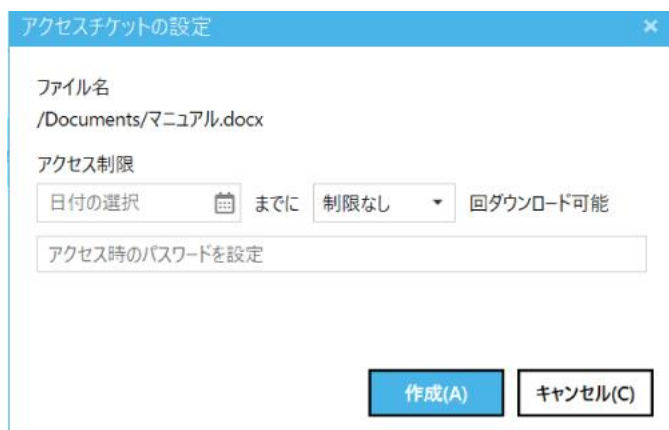 アクセスチケットの設定
ファイル名
/Documents/マニュアル.docx
アクセス制限
日付の選択 までに 制限なし 回ダウンロード可能
アクセス時のパスワードを設定
作成(A) キャンセル(C)